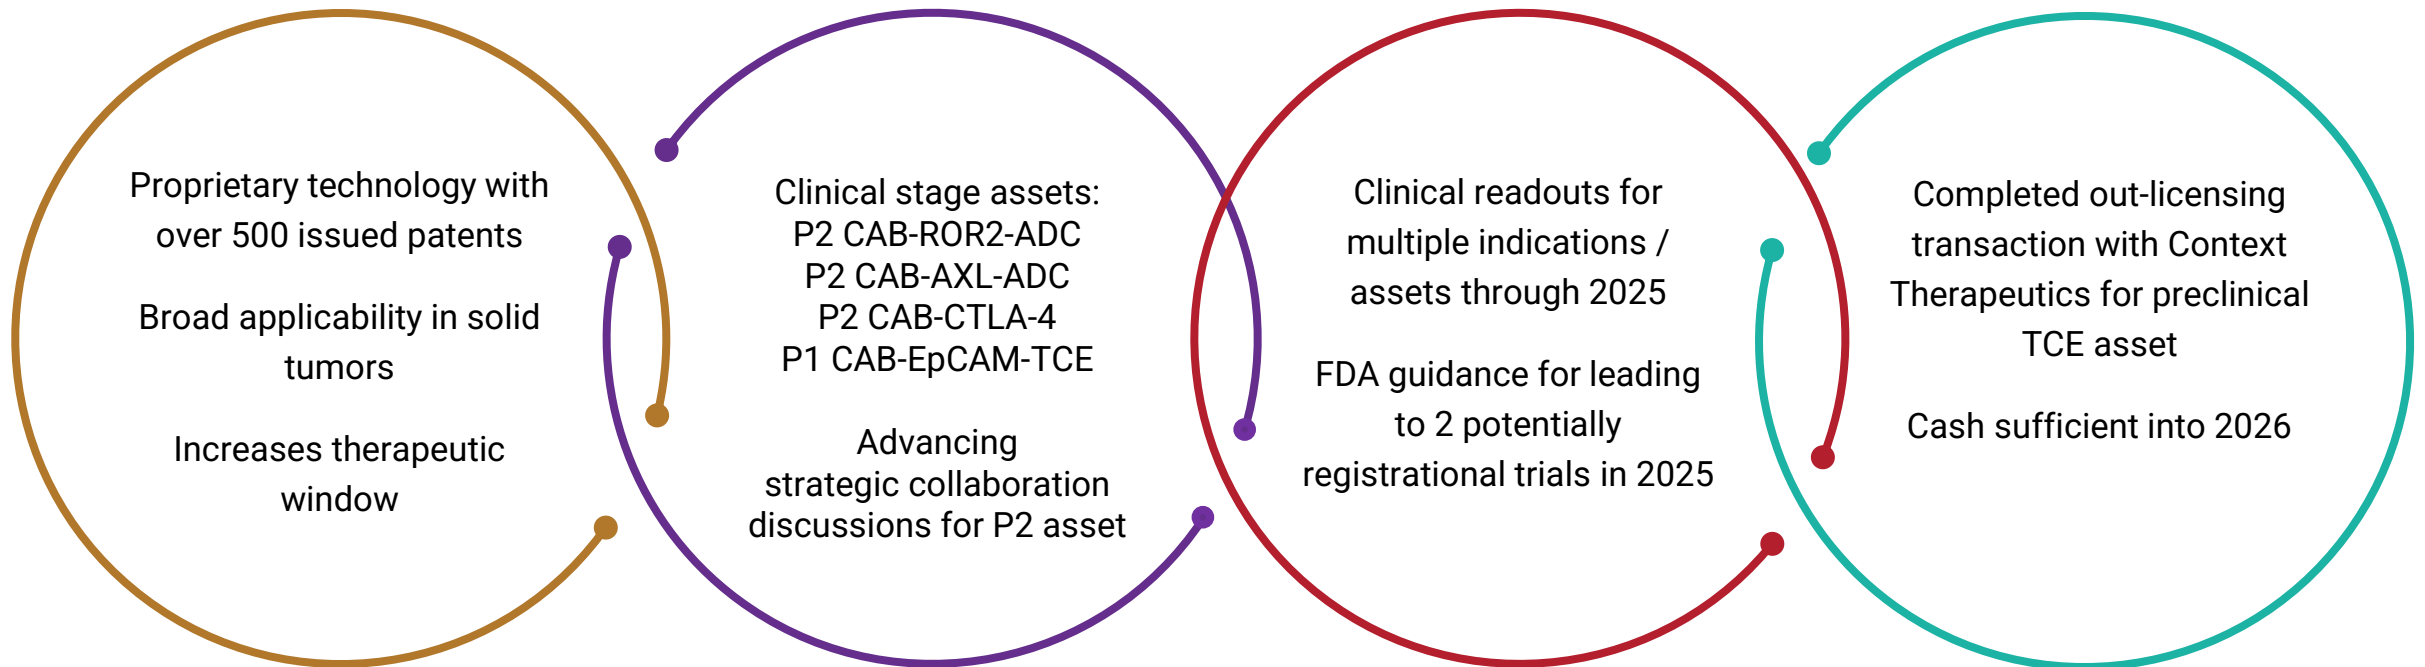 Proprietary technology with
over 500 issued patents
Broad applicability in solid
tumors
Increases therapeutic
window
Clinical stage assets:
P2 CAB-ROR2-ADC
P2 CAB-AXL-ADC
P2 CAB-CTLA-4
P1 CAB-EpCAM-TCE
Advancing
strategic collaboration
discussions for P2 asset
Clinical readouts for
multiple indications /
assets through 2025
FDA guidance for leading
to 2 potentially
registrational trials in 2025
Completed out-licensing
transaction with Context
Therapeutics for preclinical
TCE asset
Cash sufficient into 2026